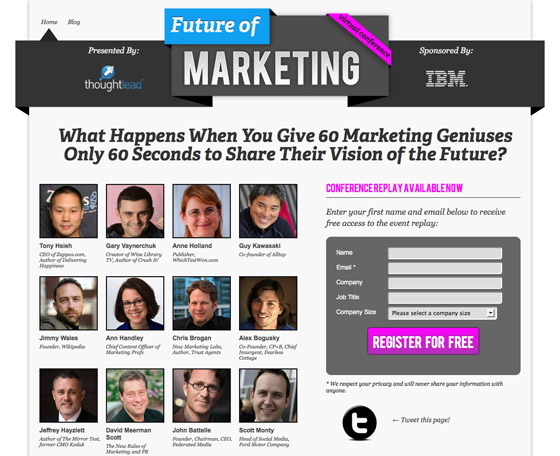 Home Blog
Future of
MARKETING
virtual conference
Presented By:
thoughtlead
Sponsored By:
IBM
What Happens When You Give 60 Marketing Geniuses
Only 60 Seconds to Share Their Vision of the Future?
Tony Hsieh
CEO of Zappos.com,
Author of Delivering
Happiness
Gary Vaynerchuk
Creator of Wine Library
TV, Author of Crush It!
Anne Holland
Publisher,
WhichTestWon.com
Guy Kawasaki
Co-founder of Alltop
Jimmy Wales
Founder, Wikipedia
Ann Handley
Chief Content Officer of
Marketing Profs
Chris Brogan
New Marketing Labs,
Author, Trust Agents
Alex Bogusky
Co-Founder, CP+B, Chief
Insurgent, Fearless
Cottage
Jeffrey Hayzlett
Author of The Mirror Test,
former CMO Kodak
David Meerman
Scott
The New Rules of
Marketing and PR
John Battelle
Founder, Chairman, CEO,
Federated Media
Scott Monty
Head of Social Media,
Ford Motor Company
CONFERENCE REPLAY AVAILABLE NOW
Enter your first name and email below to receive
free access to the event replay:
Name
Email *
Company
Job Title
Company Size Please select a company size
REGISTER FOR FREE
* We respect your privacy and will never share your information with
anyone.
t
← Tweet this page!